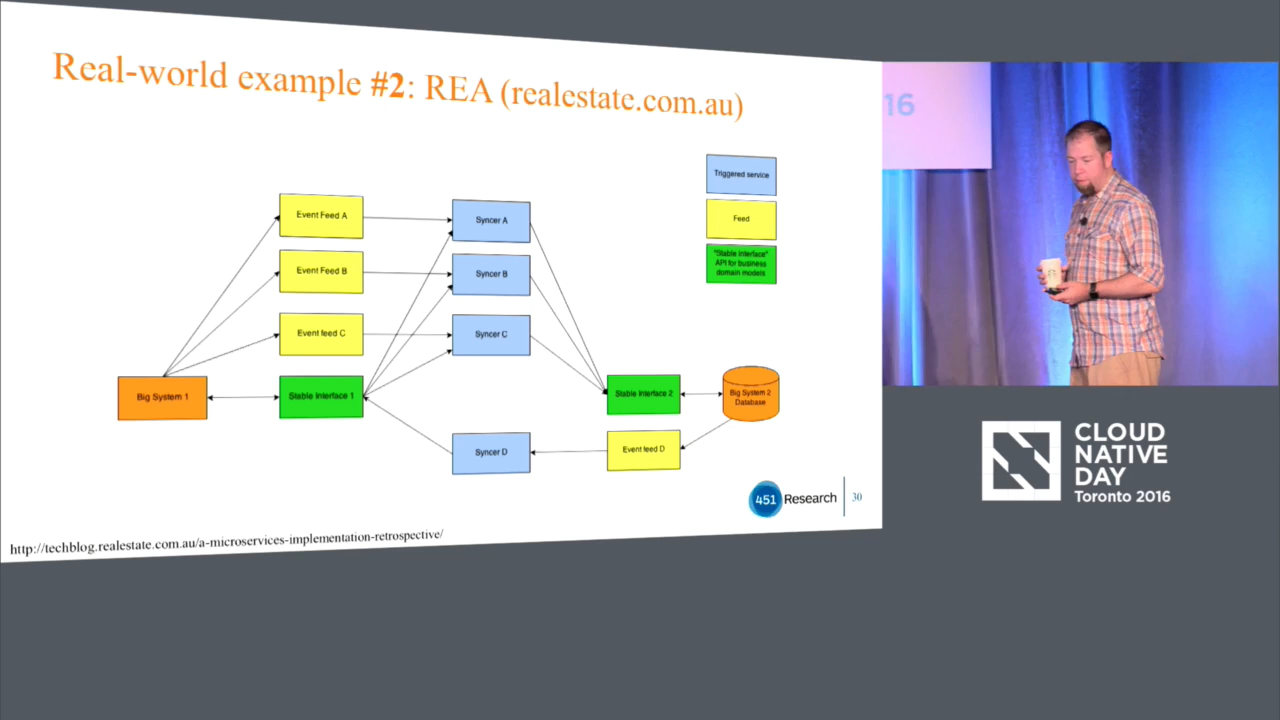 Real-world example #2: REA (realestate.com.au)
16
Triggered service
Event Feed A
Syncer A
Feed
"Stable Interface"
API for business
domain models
Event Feed B
Syncer B
Event feed C
Syncer C
Big System 1
Stable Interface 1
Stable Interface 2
Big System 2
Database
Syncer D
Event feed D
451 Research
30
http://techblog.realestate.com.au/a-microservices-implementation-retrospective/
CLOUD
NATIVE
DAY
Toronto 2016